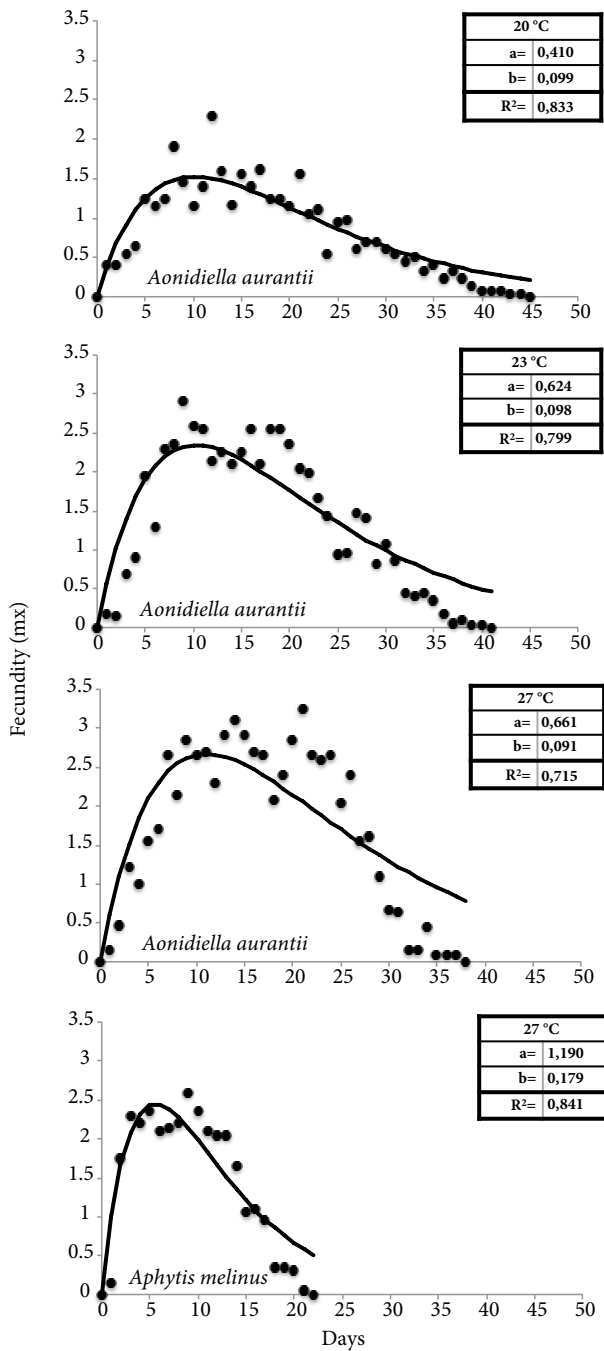 3.5
3
2.5
2
1.5
1
0.5
0
0 5 10 15 20 25 30 35 40 45 50
Aonidiella aurantii
20 °C
a= 0,410
b= 0,099
R²= 0,833
3.5
3
2.5
2
1.5
1
0.5
0
0 5 10 15 20 25 30 35 40 45 50
Aonidiella aurantii
23 °C
a= 0,624
b= 0,098
R²= 0,799
Fecundity (mx)
3.5
3
2.5
2
1.5
1
0.5
0
0 5 10 15 20 25 30 35 40 45 50
Aonidiella aurantii
27 °C
a= 0,661
b= 0,091
R²= 0,715
3.5
3
2.5
2
1.5
1
0.5
0
0 5 10 15 20 25 30 35 40 45 50
Aphytis melinus
27 °C
a= 1,190
b= 0,179
R²= 0,841
Days